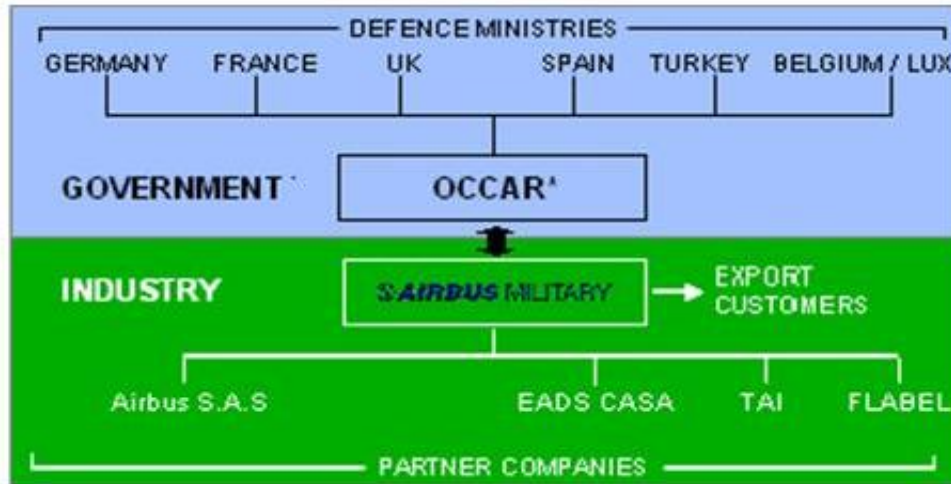 DEFENCE MINISTRIES
GERMANY FRANCE UK SPAIN TURKEY BELGIUM / LUX
GOVERNMENT
OCCAR
INDUSTRY
AIRBUS MILITARY
EXPORT
CUSTOMERS
Airbus S.A.S EADS CASA TAI FLABEL
PARTNER COMPANIES